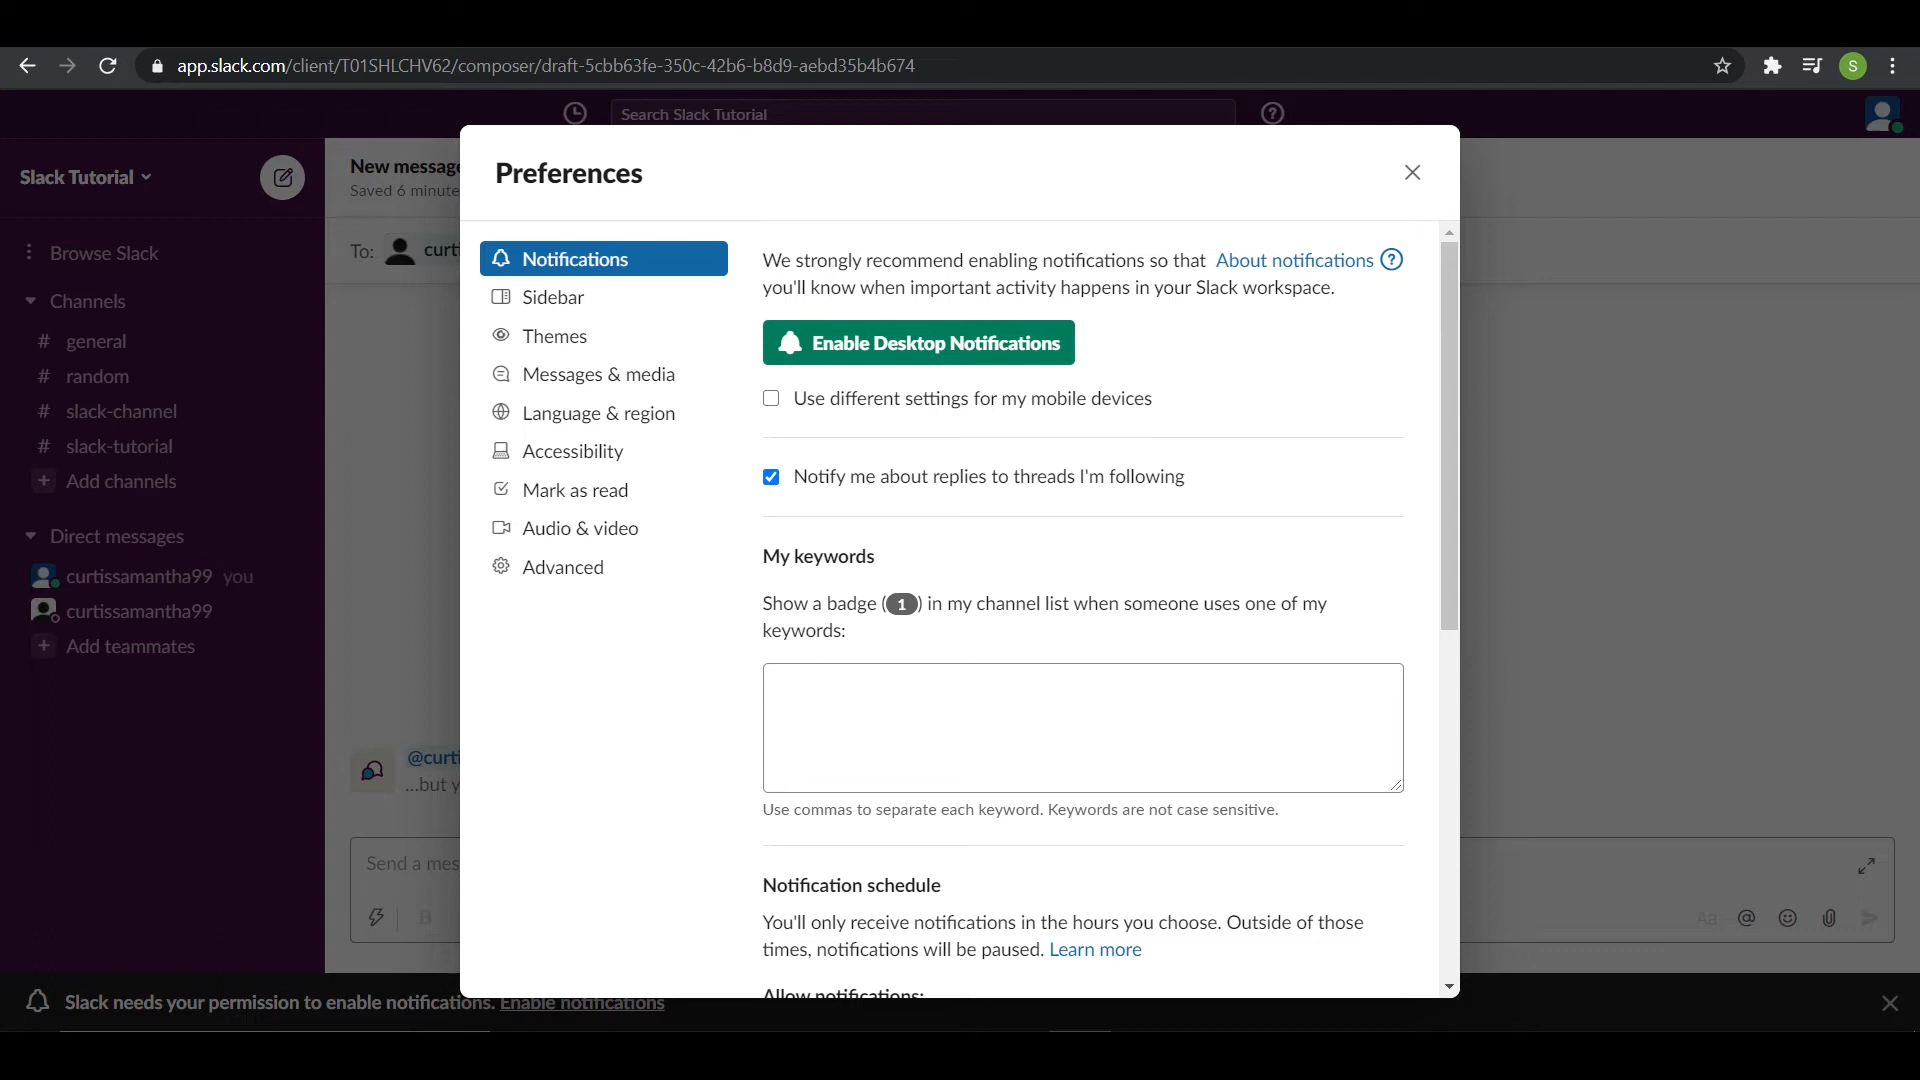 app.slack.com/client/T01SHLCHV62/composer/draft-5cbb63fe-350c-42b6-b8d9-aebd35b4b674
S
Search Slack Tutorial
Slack Tutorial
Browse Slack
Channels
# general
# random
# slack-channel
# slack-tutorial
+ Add channels
Direct messages
curtissamantha99 you
curtissamantha99
+ Add teammates
New message
Saved 6 minute
To: curti
@curti
...but y
Send a mes
B
Aa
Preferences
Notifications
Sidebar
Themes
Messages & media
Language & region
Accessibility
Mark as read
Audio & video
Advanced
We strongly recommend enabling notifications so that About notifications
you'll know when important activity happens in your Slack workspace.
Enable Desktop Notifications
Use different settings for my mobile devices
Notify me about replies to threads I'm following
My keywords
Show a badge (1) in my channel list when someone uses one of my
keywords:
Use commas to separate each keyword. Keywords are not case sensitive.
Notification schedule
You'll only receive notifications in the hours you choose. Outside of those
times, notifications will be paused. Learn more
Allow notifications:
Slack needs your permission to enable notifications. Enable notifications